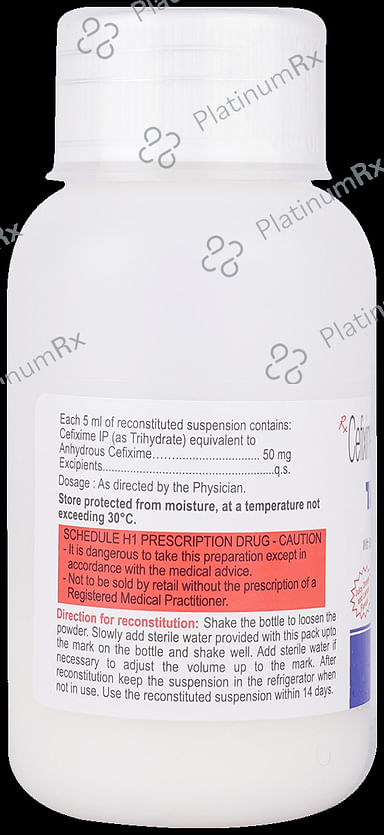 PlatinumRx
PlatinumRx
PlatinumRx
Each 5 ml of reconstituted suspension contains:
Cefixime IP (as Trihydrate) equivalent to
Anhydrous Cefixime................................. 50 mg
Excipients......................................................q.s.
Dosage : As directed by the Physician.
Store protected from moisture, at a temperature not
exceeding 30°C.
SCHEDULE H1 PRESCRIPTION DRUG - CAUTION
- It is dangerous to take this preparation except in
accordance with the medical advice.
- Not to be sold by retail without the prescription of a
Registered Medical Practitioner.
Direction for reconstitution: Shake the bottle to loosen the
powder. Slowly add sterile water provided with this pack upto
the mark on the bottle and shake well. Add sterile water if
necessary to adjust the volume up to the mark. After
reconstitution keep the suspension in the refrigerator when
not in use. Use the reconstituted suspension within 14 days.
Rx